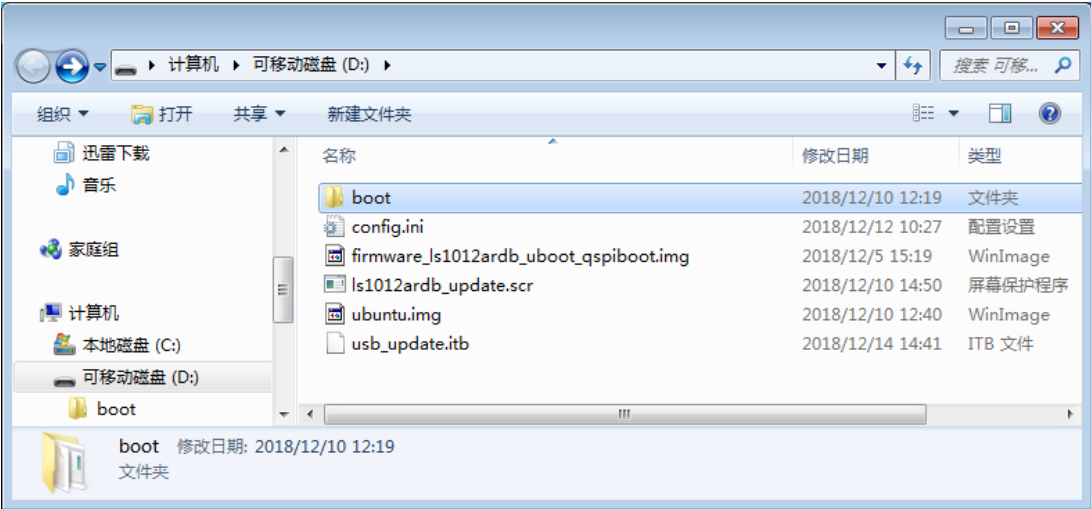 计算机 可移动磁盘 (D:) 搜索 可移...
组织 打开 共享 新建文件夹
迅雷下载
音乐
家庭组
计算机
本地磁盘 (C:)
可移动磁盘 (D:)
boot
名称 修改日期 类型
boot 2018/12/10 12:19 文件夹
config.ini 2018/12/12 10:27 配置设置
firmware_ls1012ardb_uboot_qspiboot.img 2018/12/5 15:19 WinImage
ls1012ardb_update.scr 2018/12/10 14:50 屏幕保护程序
ubuntu.img 2018/12/10 12:40 WinImage
usb_update.itb 2018/12/14 14:41 ITB 文件
boot 修改日期: 2018/12/10 12:19
文件夹